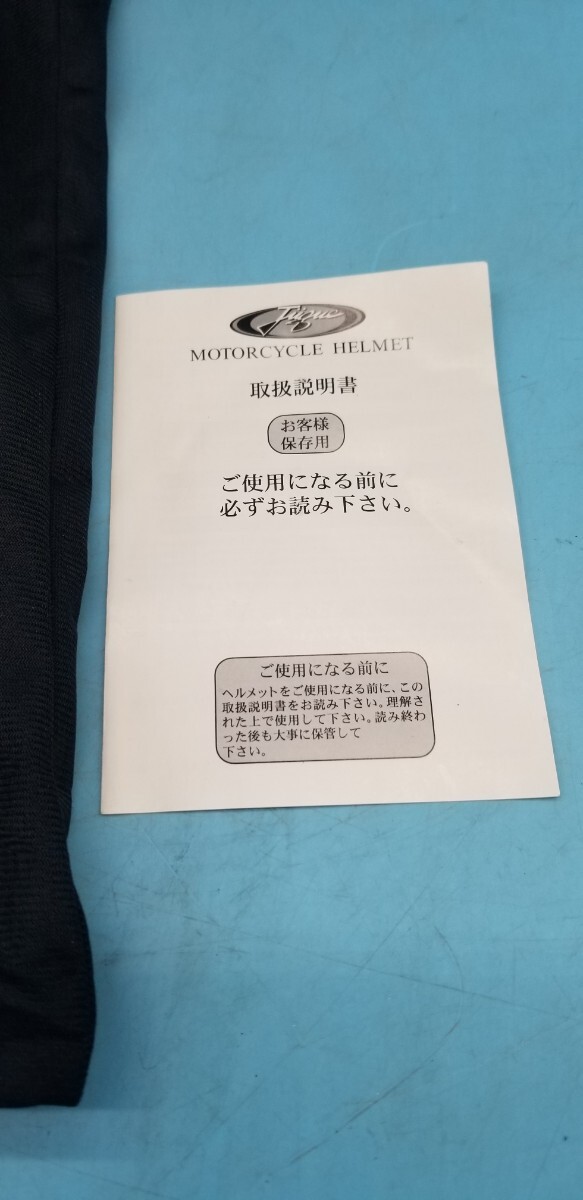 MOTORCYCLE HELMET
取扱説明書
お客様
保存用
ご使用になる前に
必ずお読み下さい。
ご使用になる前に
ヘルメットをご使用になる前に、この
取扱説明書をお読み下さい。理解さ
れた上で使用して下さい。読み終わ
った後も大事に保管して
下さい。